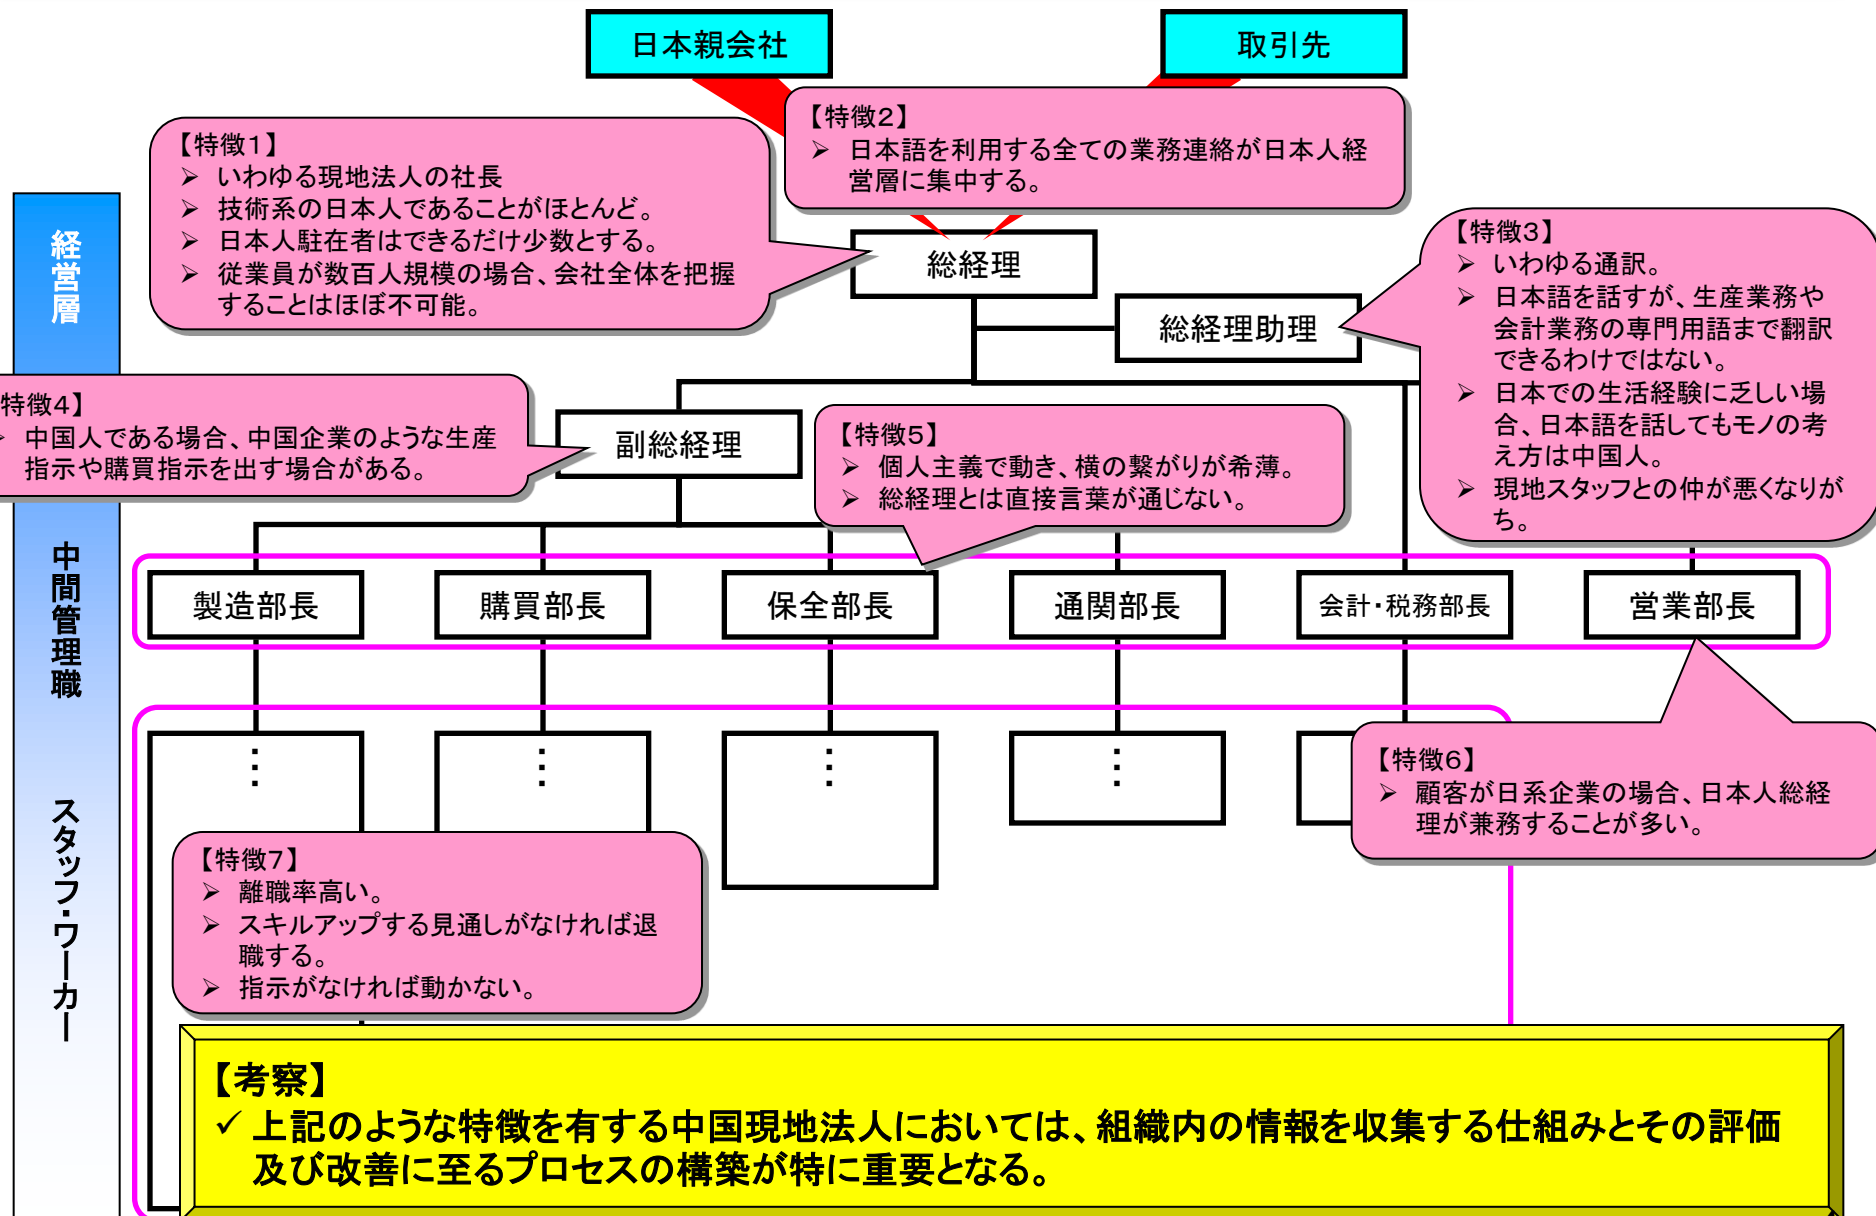 日本親会社
取引先
【特徴1】
➢ いわゆる現地法人の社長
➢ 技術系の日本人であることがほとんど。
➢ 日本人駐在者はできるだけ少数とする。
➢ 従業員が数百人規模の場合、会社全体を把握
することはほぼ不可能。
【特徴2】
➢ 日本語を利用する全ての業務連絡が日本人経
営層に集中する。
経営層
総経理
総経理助理
【特徴3】
➢ いわゆる通訳。
➢ 日本語を話すが、生産業務や
会計業務の専門用語まで翻訳
できるわけではない。
➢ 日本での生活経験に乏しい場
合、日本語を話してもモノの考
え方は中国人。
➢ 現地スタッフとの仲が悪くなりが
ち。
特徴4】
➢ 中国人である場合、中国企業のような生産
指示や購買指示を出す場合がある。
副総経理
【特徴5】
➢ 個人主義で動き、横の繋がりが希薄。
➢ 総経理とは直接言葉が通じない。
中間管理職
製造部長
購買部長
保全部長
通関部長
会計・税務部長
営業部長
スタッフ・ワーカー
…
…
…
…
【特徴6】
➢ 顧客が日系企業の場合、日本人総経
理が兼務することが多い。
【特徴7】
➢ 離職率高い。
➢ スキルアップする見通しがなければ退
職する。
➢ 指示がなければ動かない。
【考察】
✓ 上記のような特徴を有する中国現地法人においては、組織内の情報を収集する仕組みとその評価
及び改善に至るプロセスの構築が特に重要となる。